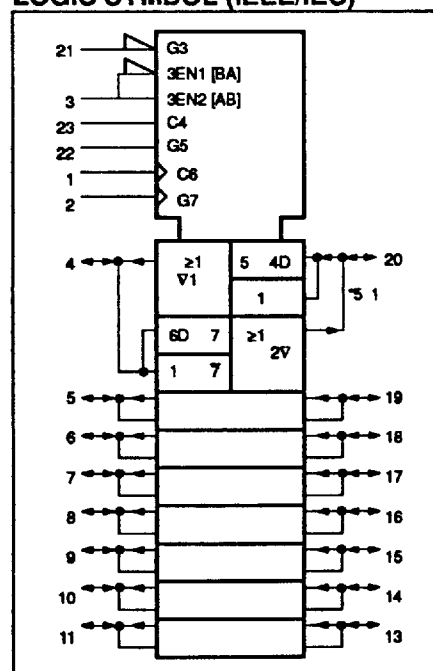 LOGIC SYMBOL (IEEE/IEC)
21 G3
3EN1 [BA]
3 3EN2 [AB]
23 C4
22 G5
1 C6
2 G7
4 ≥1 5 4D 20
∇1
1 5 1
6D 7 ≥1
2∇
1 7
5 19
6 18
7 17
8 16
9 15
10 14
11 13